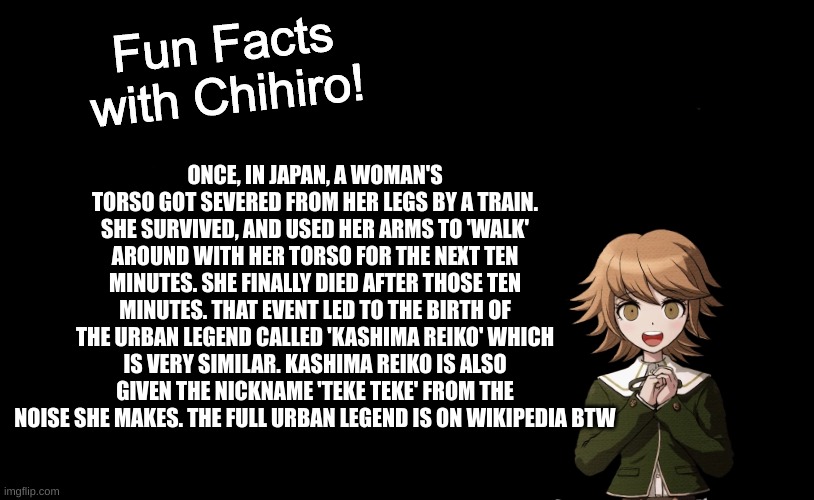 Fun Facts
with Chihiro!
ONCE, IN JAPAN, A WOMAN'S
TORSO GOT SEVERED FROM HER LEGS BY A TRAIN.
SHE SURVIVED, AND USED HER ARMS TO 'WALK'
AROUND WITH HER TORSO FOR THE NEXT TEN
MINUTES. SHE FINALLY DIED AFTER THOSE TEN
MINUTES. THAT EVENT LED TO THE BIRTH OF
THE URBAN LEGEND CALLED 'KASHIMA REIKO' WHICH
IS VERY SIMILAR. KASHIMA REIKO IS ALSO
GIVEN THE NICKNAME 'TEKE TEKE' FROM THE
NOISE SHE MAKES. THE FULL URBAN LEGEND IS ON WIKIPEDIA BTW
imgflip.com